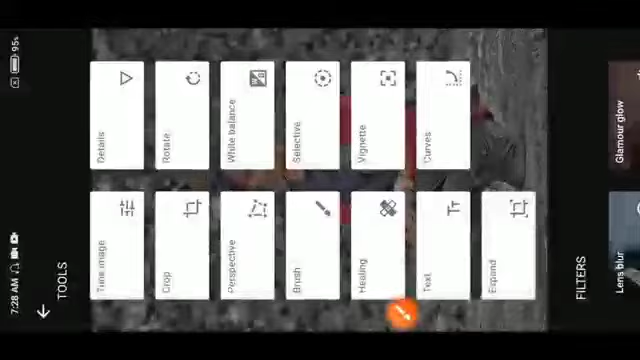 7:28 AM
95%
TOOLS
Tune image
Details
Crop
Rotate
Perspective
White balance
Brush
Selective
Healing
Vignette
Text
Curves
Expand
FILTERS
Lens blur
Glamour glow